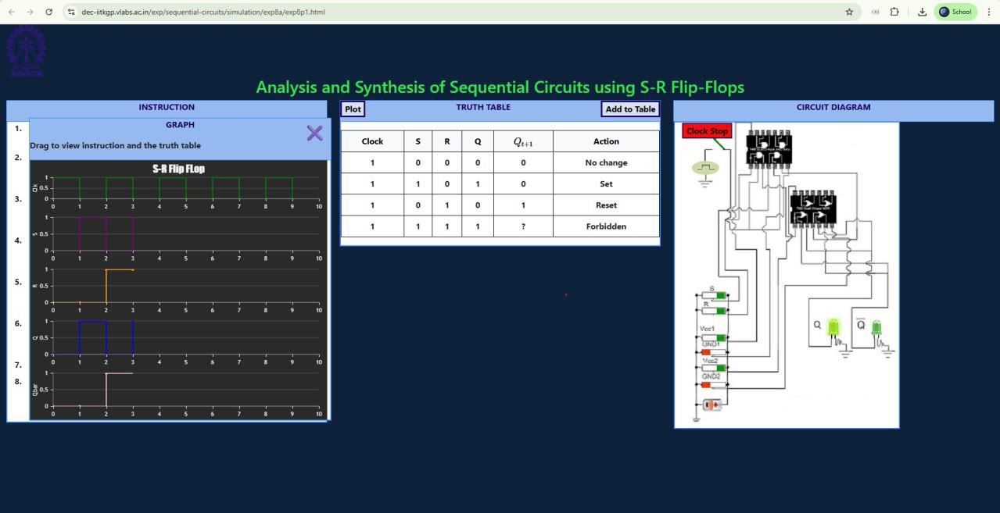 dec-iitkgp.vlabs.ac.in/exp/sequential-circuits/simulation/exp8a/exp8p1.html
School
Analysis and Synthesis of Sequential Circuits using S-R Flip-Flops
INSTRUCTION
1.
2.
3.
4.
5.
6.
7.
8.
GRAPH
Drag to view instruction and the truth table
S-R Flip FLop
Clk
1
0.5
0
0 1 2 3 4 5 6 7 8 9 10
S
1
0.5
0
0 1 2 3 4 5 6 7 8 9 10
R
1
0.5
0
0 1 2 3 4 5 6 7 8 9 10
Q
1
0.5
0
0 1 2 3 4 5 6 7 8 9 10
Qbar
1
0.5
0
0 1 2 3 4 5 6 7 8 9 10
Plot TRUTH TABLE Add to Table
Clock S R Q Qt+1 Action
1 0 0 0 0 No change
1 1 0 1 0 Set
1 0 1 0 1 Reset
1 1 1 1 ? Forbidden
CIRCUIT DIAGRAM
Clock Stop
S
R
Vcc1
GND1
Vcc2
GND2
Q Q̅